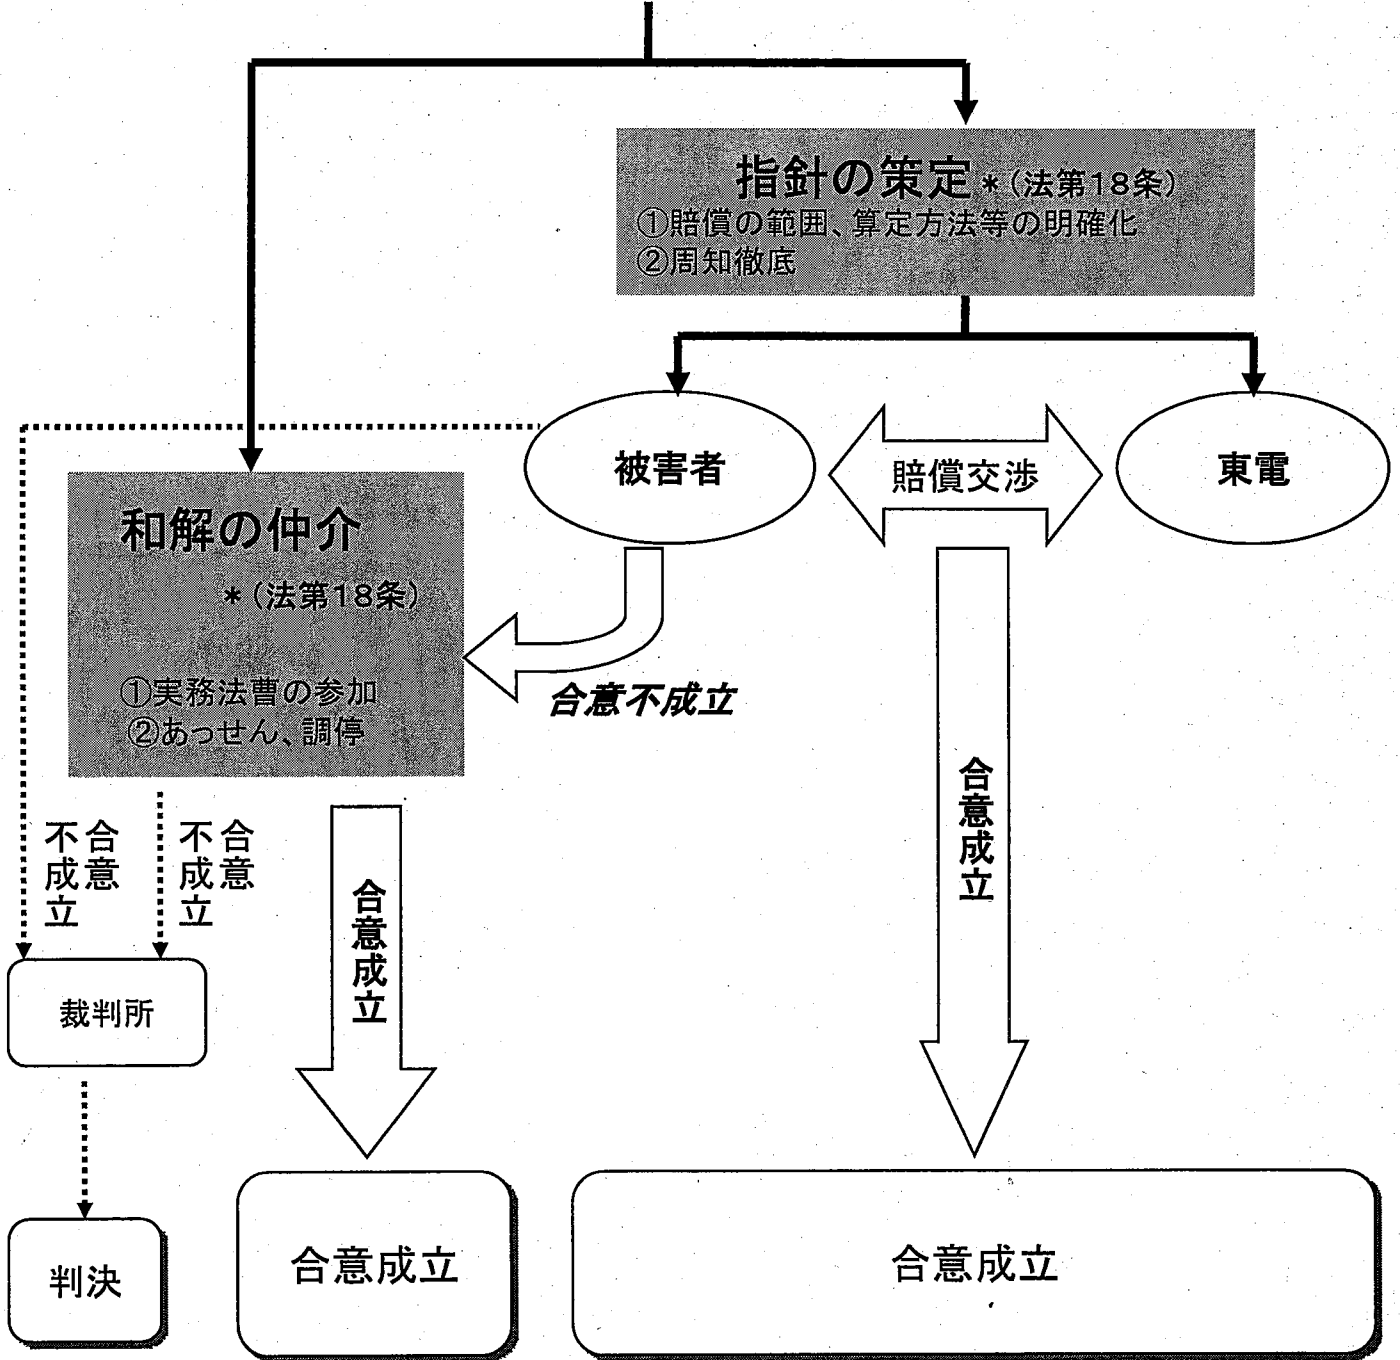 指針の策定 *(法第18条)
①賠償の範囲、算定方法等の明確化
②周知徹底
被害者
賠償交渉
東電
和解の仲介
*(法第18条)
①実務法曹の参加
②あっせん、調停
合意不成立
合意不成立
合意不成立
合意成立
合意成立
裁判所
判決
合意成立
合意成立